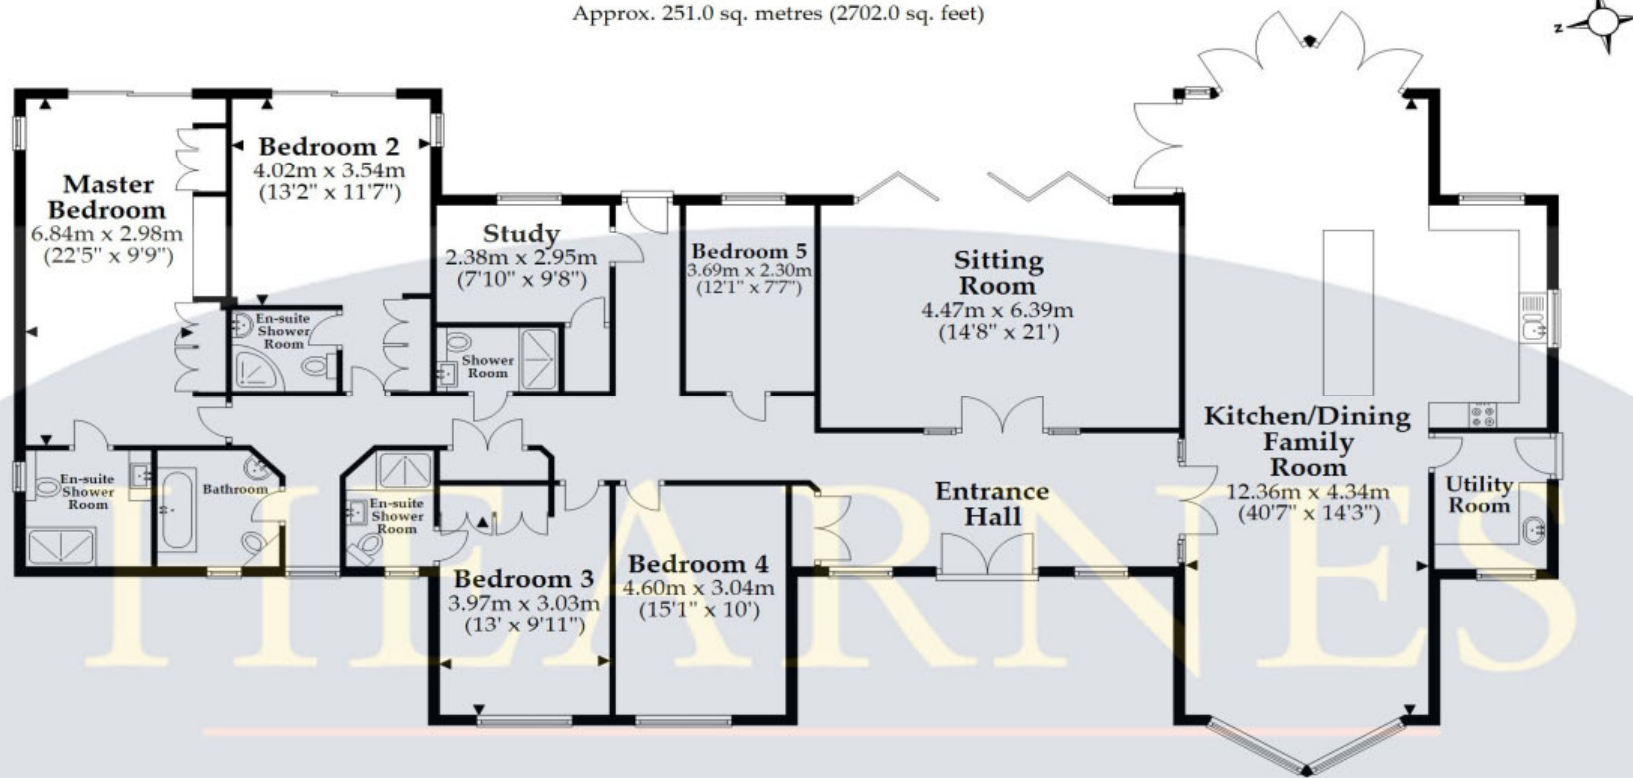 Approx. 251.0 sq. metres (2702.0 sq. feet)
z
Master
Bedroom
6.84m x 2.98m
(22'5" x 9'9")
Bedroom 2
4.02m x 3.54m
(13'2" x 11'7")
Study
2.38m x 2.95m
(7'10" x 9'8")
Bedroom 5
3.69m x 2.30m
(12'1" x 7'7")
Sitting
Room
4.47m x 6.39m
(14'8" x 21')
En-suite
Shower
Room
Shower
Room
Kitchen/Dining
Family
Room
12.36m x 4.34m
(40'7" x 14'3")
En-suite
Shower
Room
Bathroom
En-suite
Shower
Room
Entrance
Hall
Utility
Room
Bedroom 3
3.97m x 3.03m
(13' x 9'11")
Bedroom 4
4.60m x 3.04m
(15'1" x 10')
HEARNES